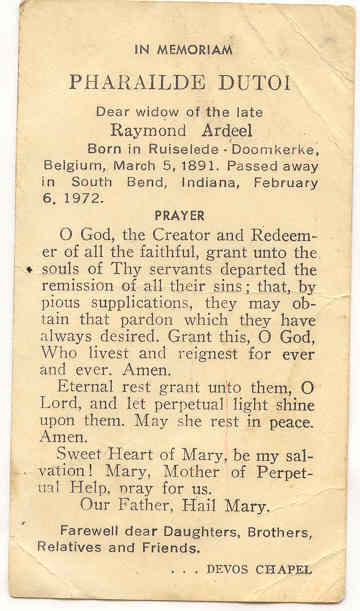 IN MEMORIAM
PHARAILDE DUTOI
Dear widow of the late
Raymond Ardeel
Born in Ruiselede - Doomkerke,
Belgium, March 5, 1891. Passed away
in South Bend, Indiana, February
6, 1972.
PRAYER
O God, the Creator and Redeem-
er of all the faithful, grant unto the
souls of Thy servants departed the
remission of all their sins; that, by
pious supplications, they may ob-
tain that pardon which they have
always desired. Grant this, O God,
Who livest and reignest for ever
and ever. Amen.
Eternal rest grant unto them, O
Lord, and let perpetual light shine
upon them. May she rest in peace.
Amen.
Sweet Heart of Mary, be my sal-
vation! Mary, Mother of Perpet-
ual Help, pray for us.
Our Father, Hail Mary.
Farewell dear Daughters, Brothers,
Relatives and Friends.
. . . DEVOS CHAPEL